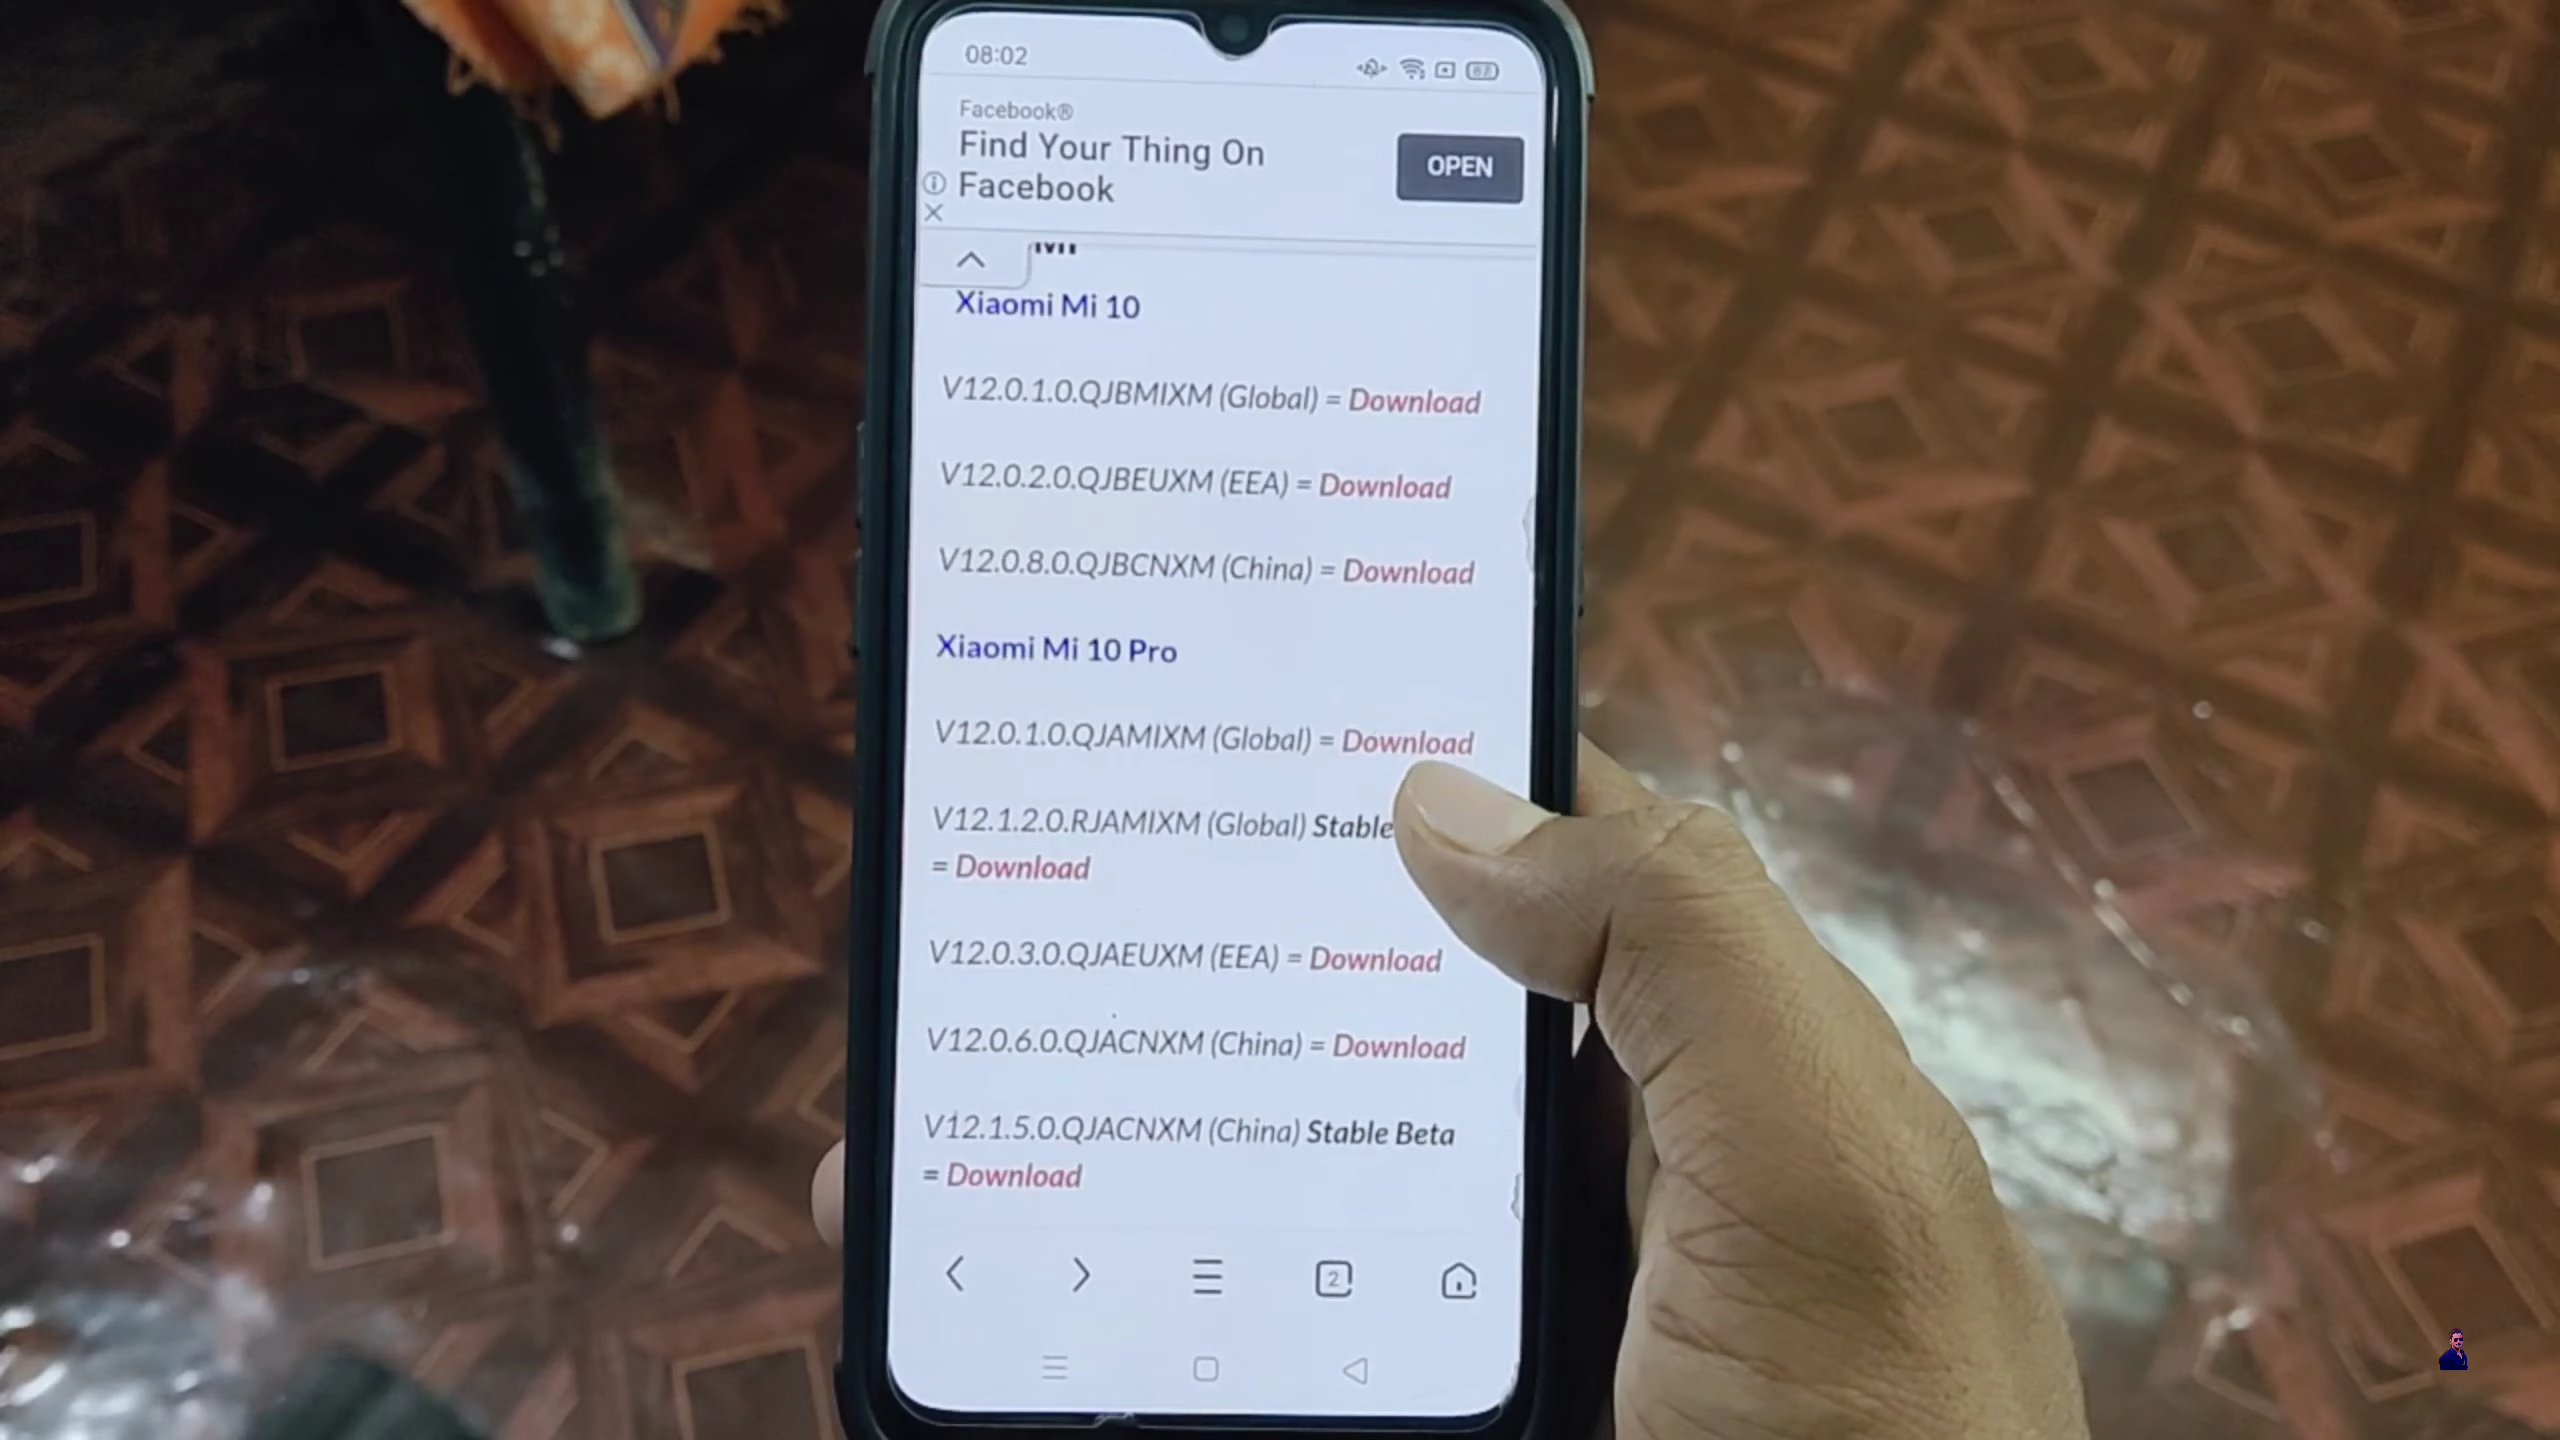 08:02
Facebook®
Find Your Thing On
Facebook
OPEN
Xiaomi Mi 10
V12.0.1.0.QJBMIXM (Global) = Download
V12.0.2.0.QJBEUXM (EEA) = Download
V12.0.8.0.QJBCNXM (China) = Download
Xiaomi Mi 10 Pro
V12.0.1.0.QJAMIXM (Global) = Download
V12.1.2.0.RJAMIXM (Global) Stable
= Download
V12.0.3.0.QJAEUXM (EEA) = Download
V12.0.6.0.QJACNXM (China) = Download
V12.1.5.0.QJACNXM (China) Stable Beta
= Download
2